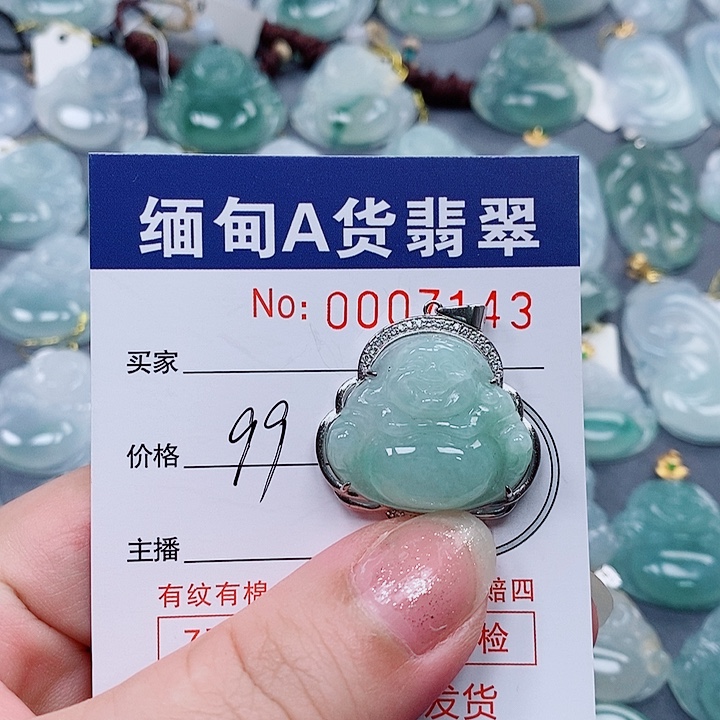 缅甸A货翡翠
No: 0007143
买家
价格 99
主播
有纹有棉 赔四
检
发货